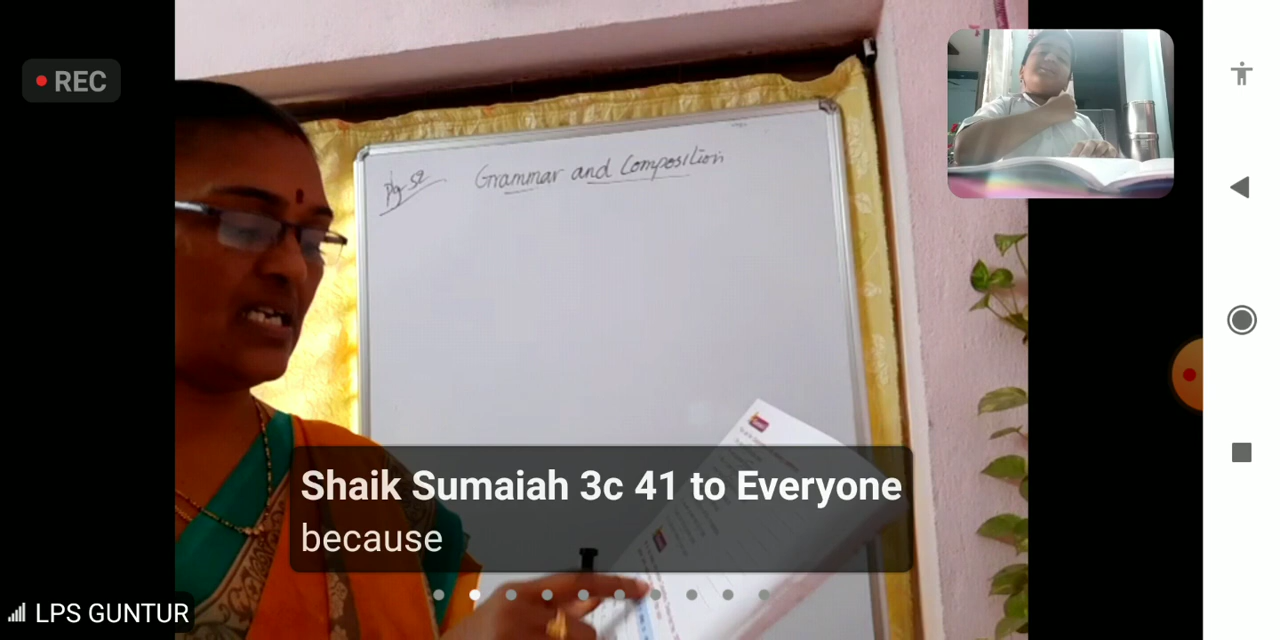 REC
Pg 52
Grammar and Composition
Shaik Sumaiah 3c 41 to Everyone
because
LPS GUNTUR